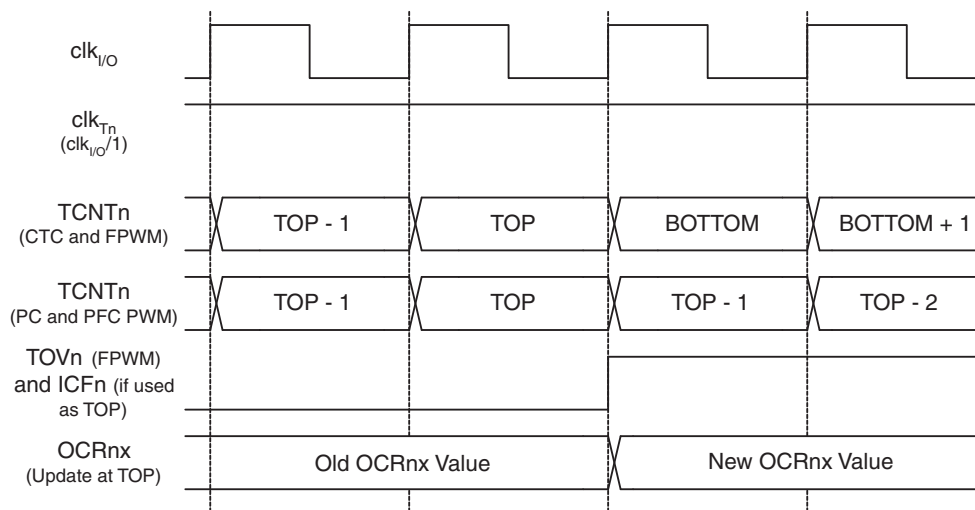 clkI/O
clkTn
(clkI/O/1)
TCNTn
(CTC and FPWM)
TOP - 1
TOP
BOTTOM
BOTTOM + 1
TCNTn
(PC and PFC PWM)
TOP - 1
TOP
TOP - 1
TOP - 2
TOVn (FPWM)
and ICFn (if used
as TOP)
OCRnx
(Update at TOP)
Old OCRnx Value
New OCRnx Value